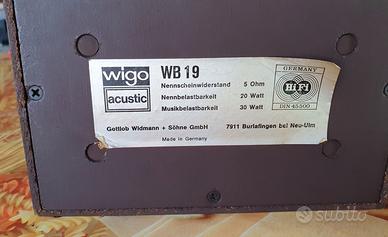 wigo
acustic
WB 19
Nennscheinwiderstand 5 Ohm
Nennbelastbarkeit 20 Watt
Musikbelastbarkeit 30 Watt
GERMANY
HiFi
DIN 45500
Gottlob Widmann + Söhne GmbH 7911 Burlafingen bei Neu-Ulm
Made in Germany
subito